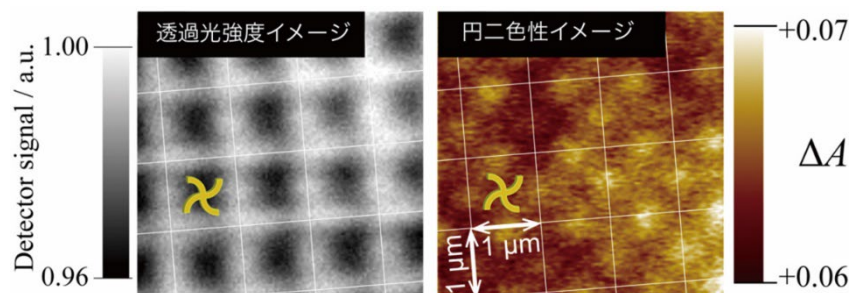 Detector signal / a.u.
1.00
0.96
透過光強度イメージ
円二色性イメージ
1 μm
1 μm
+0.07
ΔA
+0.06